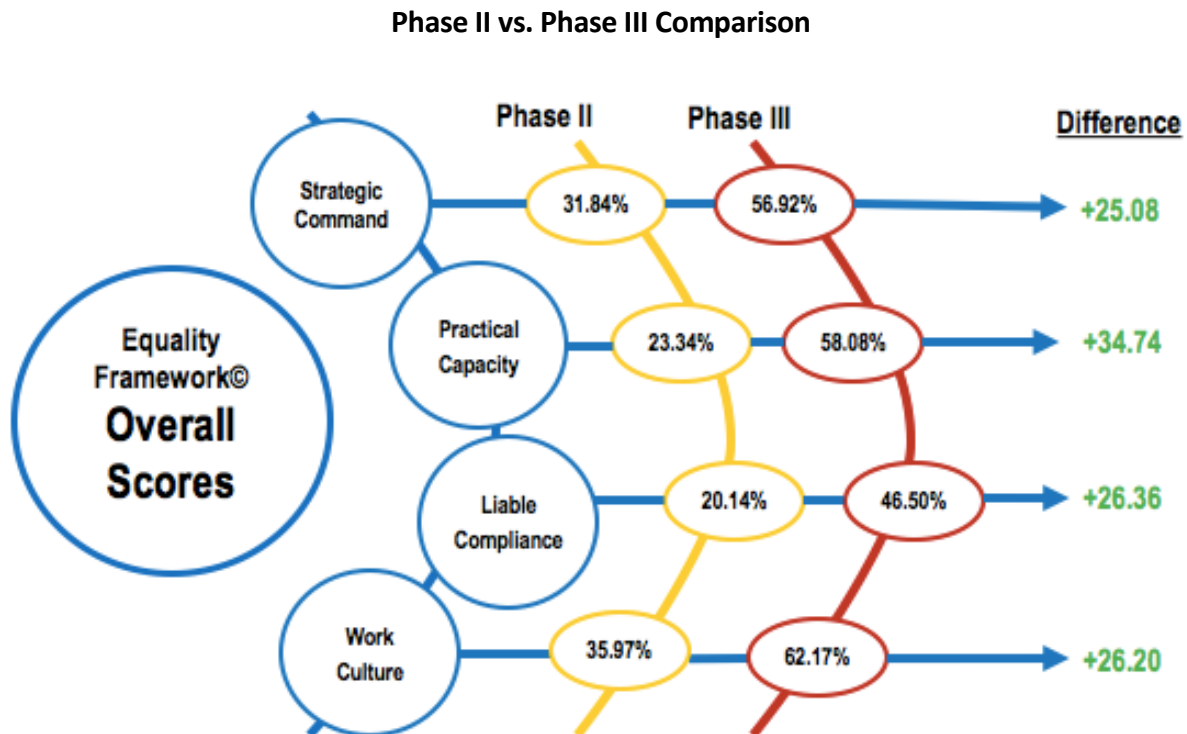 Phase II vs. Phase III Comparison
Phase II
Phase III
Difference
Strategic
Command
31.84%
56.92%
+25.08
Equality
Framework©
Overall
Scores
Practical
Capacity
23.34%
58.08%
+34.74
Liable
Compliance
20.14%
46.50%
+26.36
Work
Culture
35.97%
62.17%
+26.20